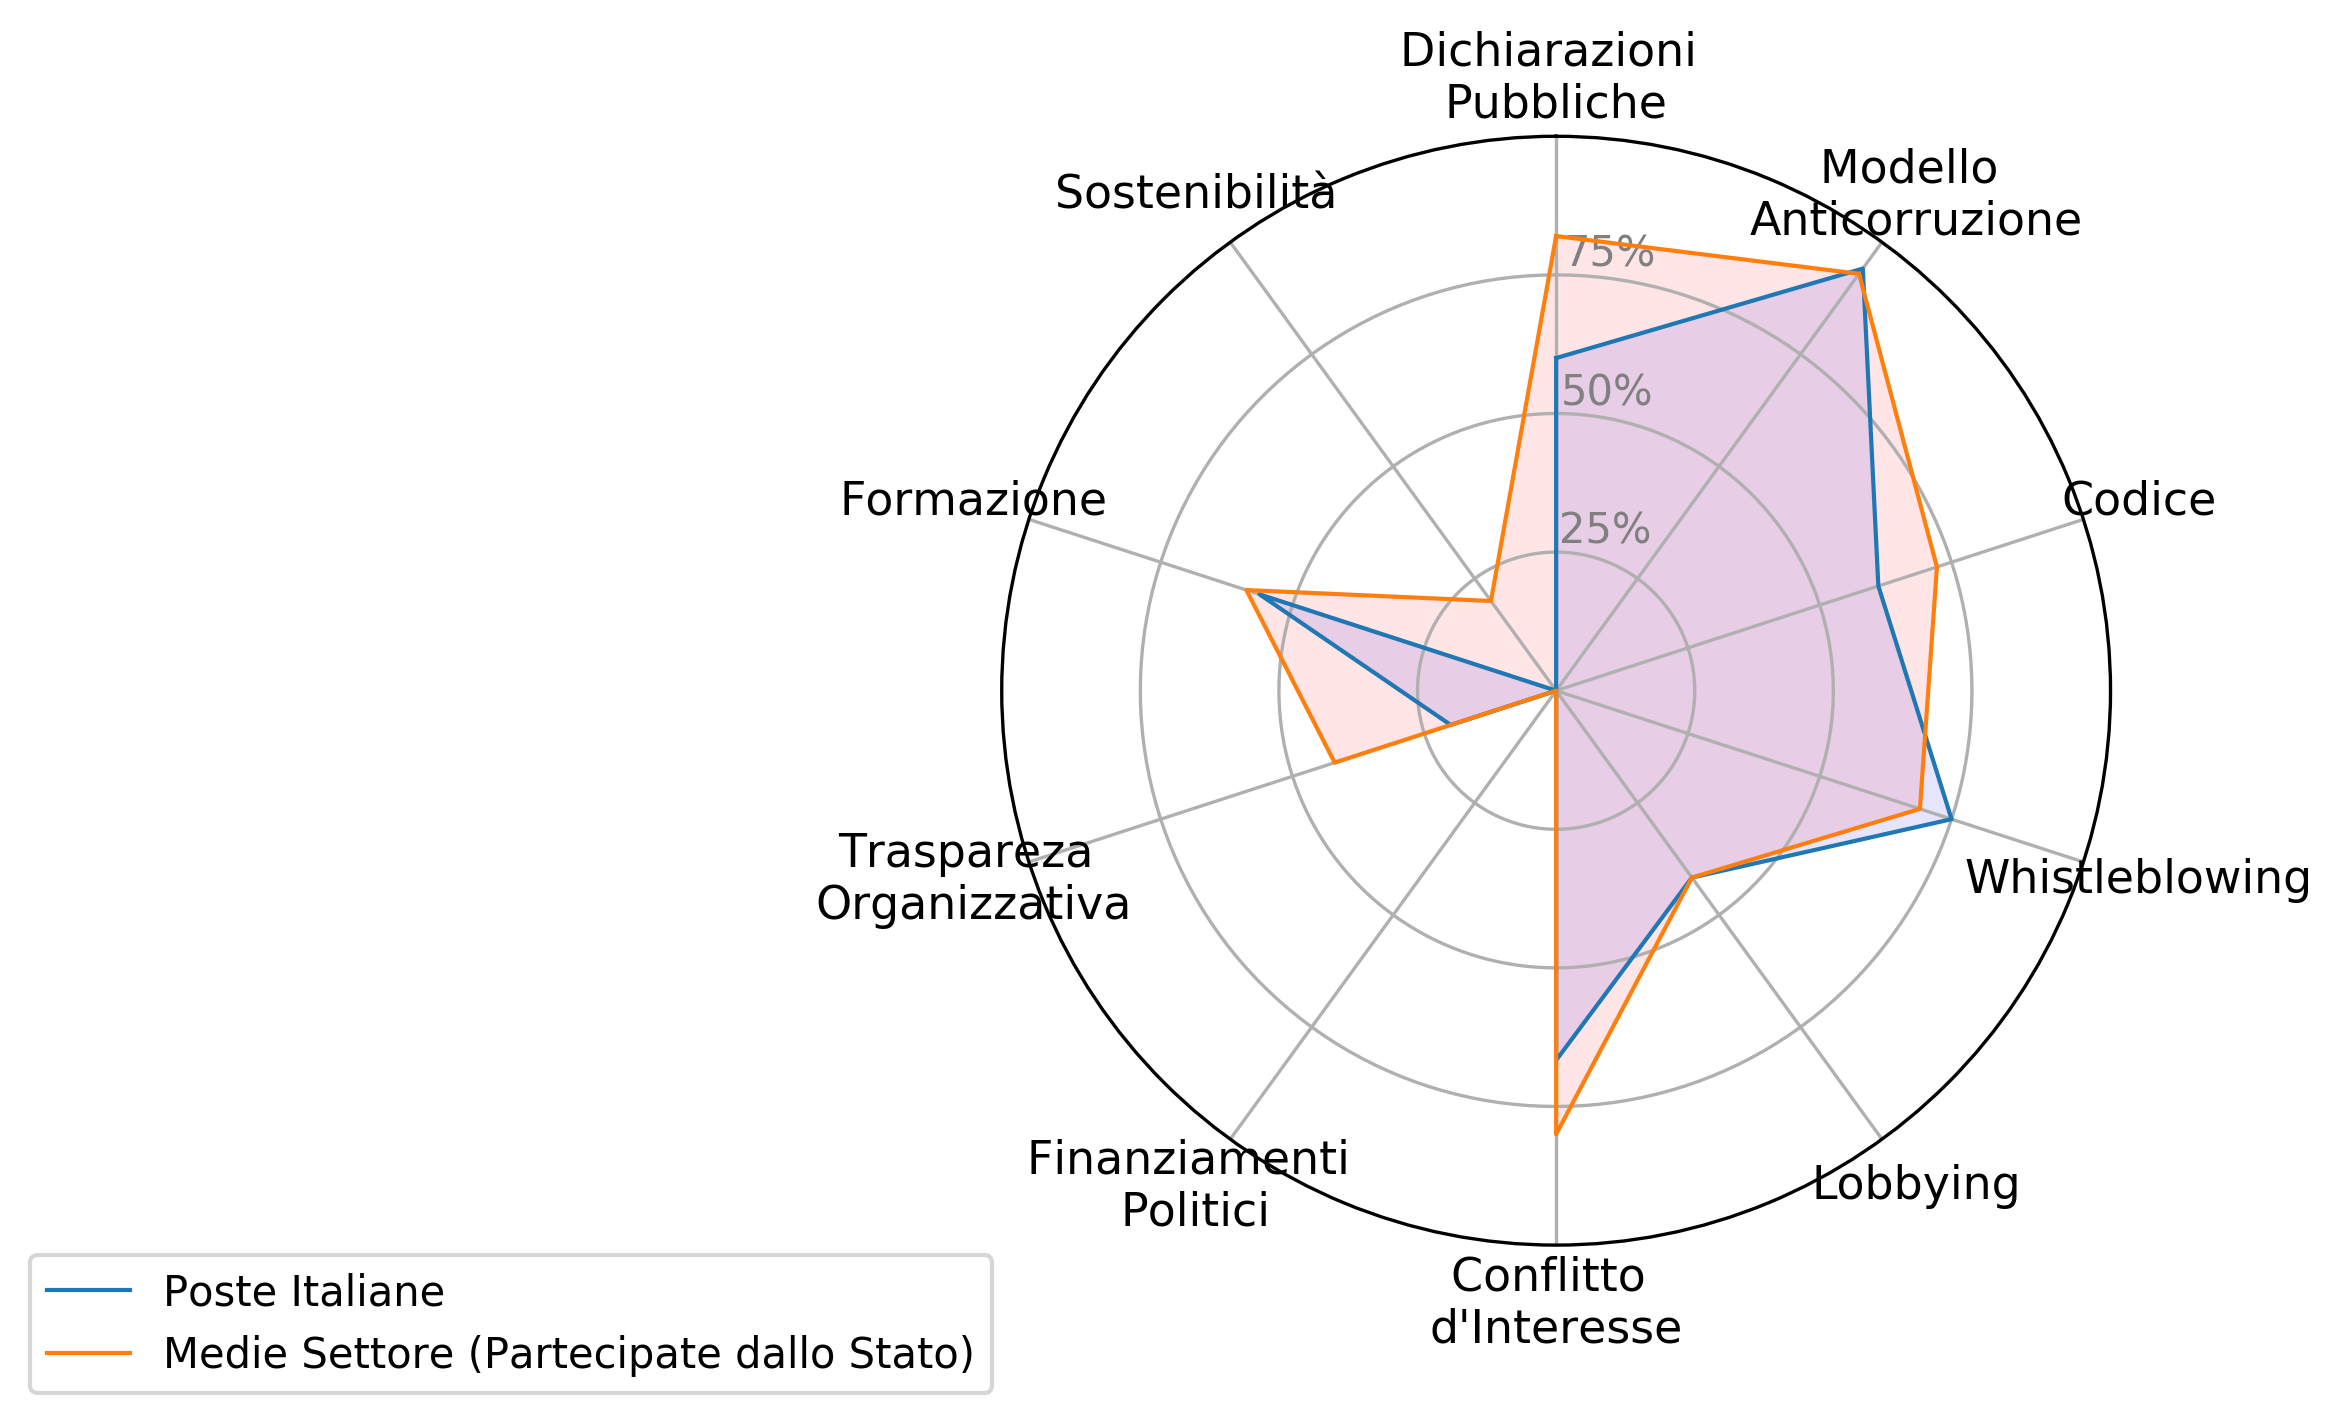 Dichiarazioni
Pubbliche
Modello
Anticorruzione
Sostenibilità
75%
50%
25%
Formazione
Codice
Traspareza
Organizzativa
Whistleblowing
Finanziamenti
Politici
Lobbying
Conflitto
d'Interesse
Poste Italiane
Medie Settore (Partecipate dallo Stato)